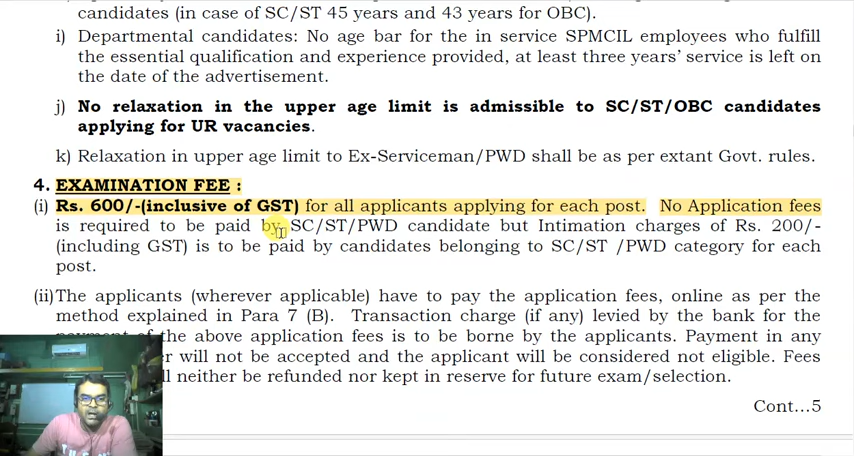 candidates (in case of SC/ST 45 years and 43 years for OBC).
i) Departmental candidates: No age bar for the in service SPMCIL employees who fulfill
the essential qualification and experience provided, at least three years' service is left on
the date of the advertisement.
j) No relaxation in the upper age limit is admissible to SC/ST/OBC candidates
applying for UR vacancies.
k) Relaxation in upper age limit to Ex-Serviceman/PWD shall be as per extant Govt. rules.
4. EXAMINATION FEE :
(i) Rs. 600/-(inclusive of GST) for all applicants applying for each post. No Application fees
is required to be paid by SC/ST/PWD candidate but Intimation charges of Rs. 200/-
(including GST) is to be paid by candidates belonging to SC/ST /PWD category for each
post.
(ii)The applicants (wherever applicable) have to pay the application fees, online as per the
method explained in Para 7 (B). Transaction charge (if any) levied by the bank for the
the above application fees is to be borne by the applicants. Payment in any
will not be accepted and the applicant will be considered not eligible. Fees
neither be refunded nor kept in reserve for future exam/selection.
Cont...5